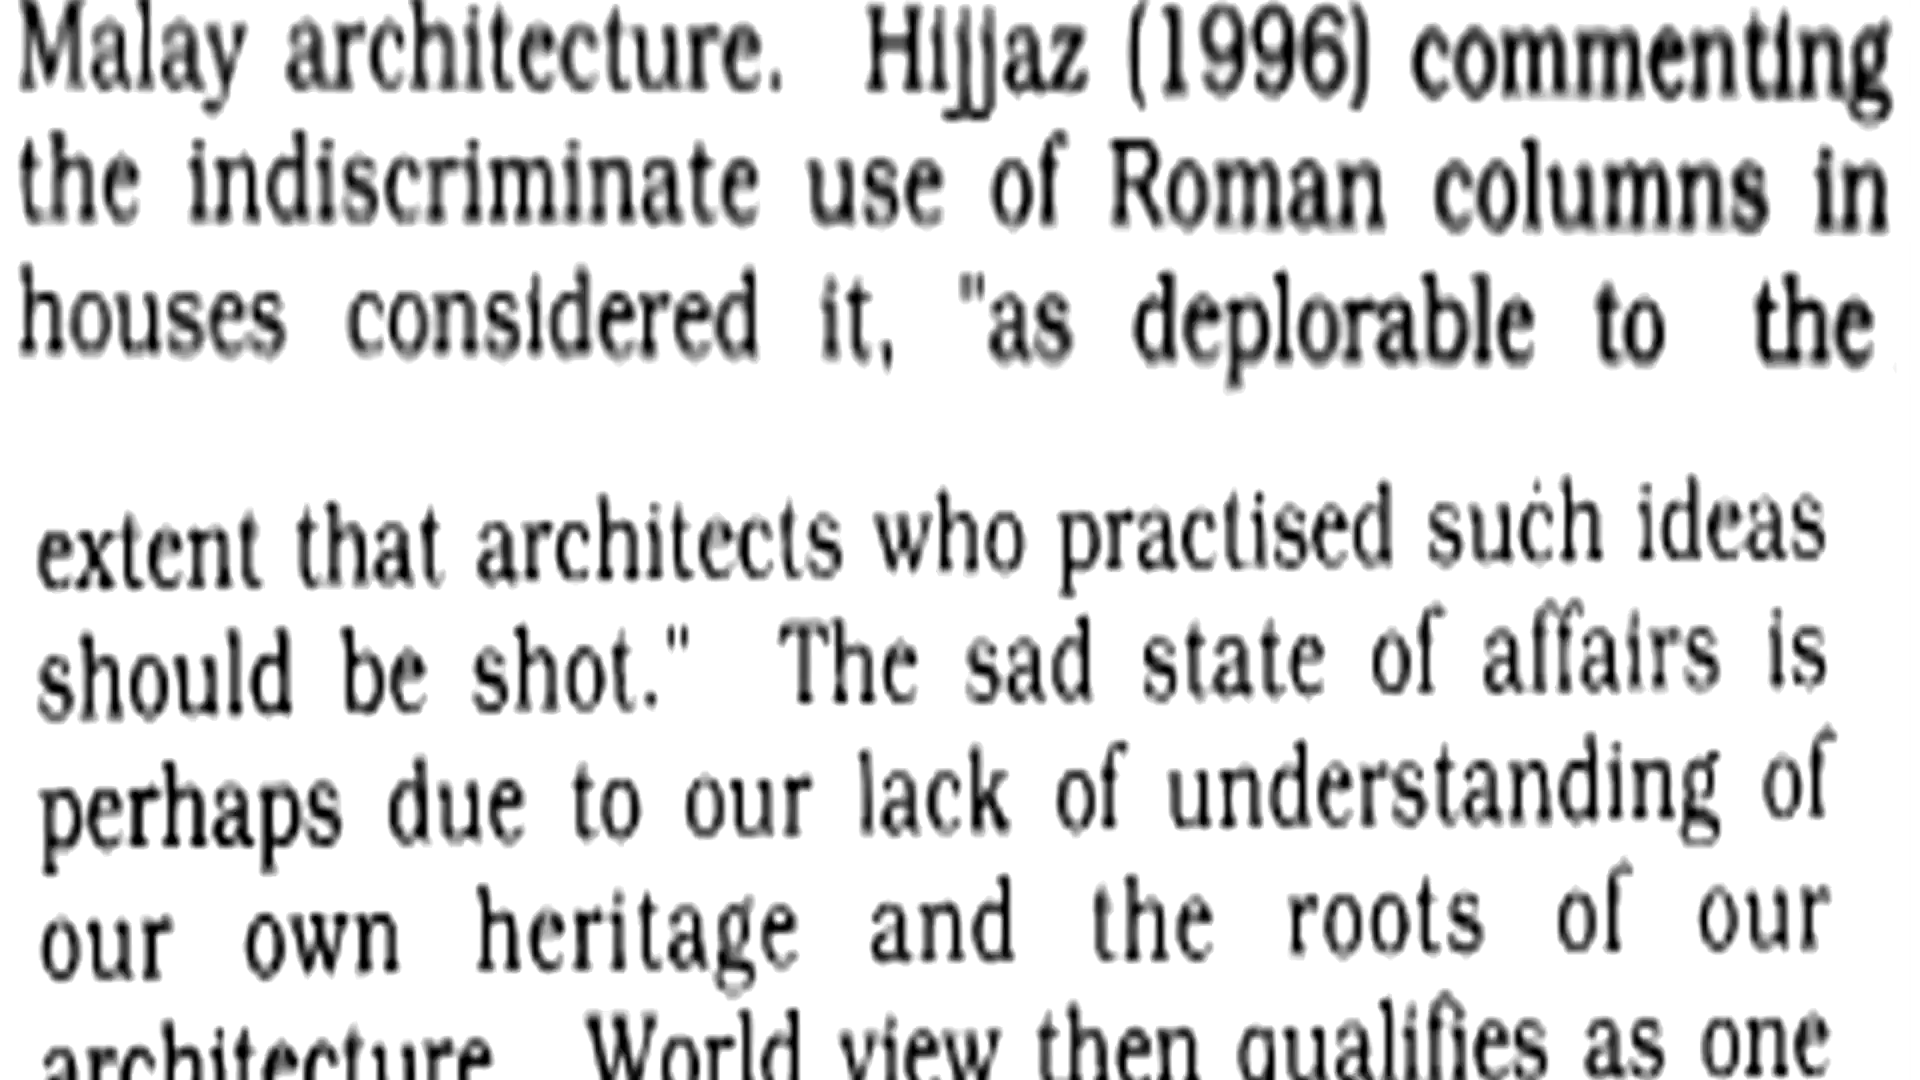 Malay architecture. Hijjaz (1996) commenting
the indiscriminate use of Roman columns in
houses considered it, "as deplorable to the
extent that architects who practised such ideas
should be shot." The sad state of affairs is
perhaps due to our lack of understanding of
our own heritage and the roots of our
architecture. World view then qualifies as one